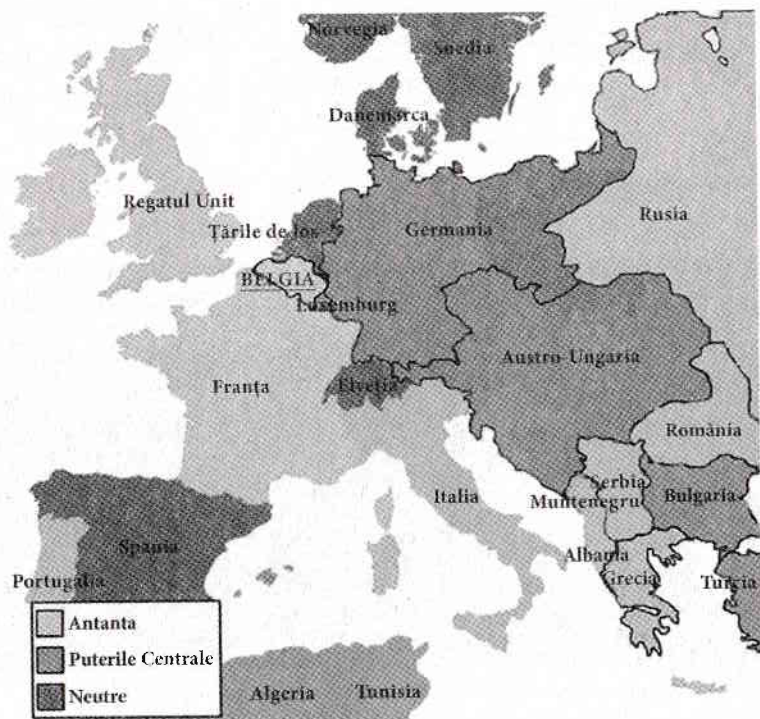 Norvegia
Suedia
Danemarca
Regatul Unit
Țările de Jos
Germania
Rusia
BELGIA
Luxemburg
Austro-Ungaria
Franța
Elveția
România
Serbia
Italia
Muntenegru
Bulgaria
Spania
Albania
Portugalia
Grecia
Turcia
Antanta
Puterile Centrale
Neutre
Algeria
Tunisia